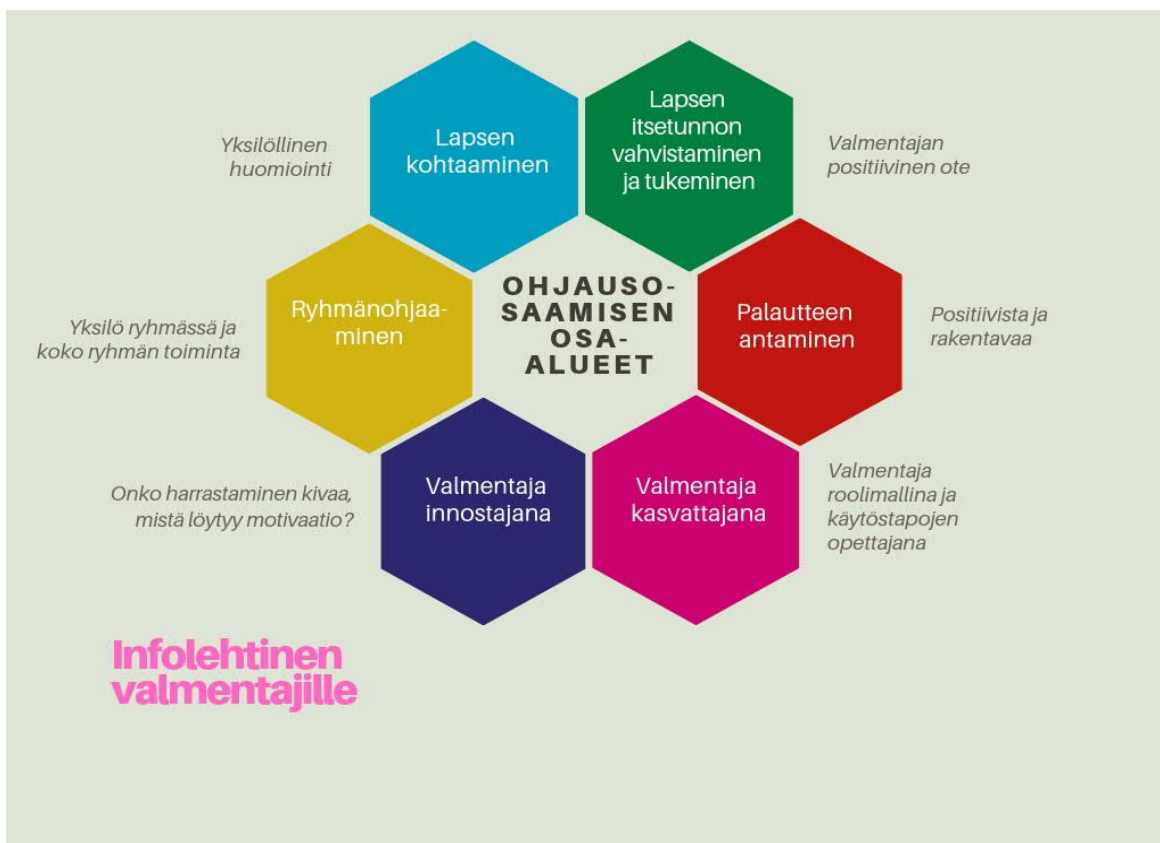 Lapsen
kohtaaminen
Yksilöllinen
huomiointi
Lapsen
itsetunnon
vahvistaminen
ja tukeminen
Valmentajan
positiivinen ote
Ryhmänohjaa-
minen
Yksilö ryhmässä ja
koko ryhmän toiminta
OHJAUSO-
SAAMISEN
OSA-
ALUEET
Palautteen
antaminen
Positiivista ja
rakentavaa
Onko harrastaminen kivaa,
mistä löytyy motivaatio?
Valmentaja
innostajana
Valmentaja
kasvattajana
Valmentaja
roolimallina ja
käytöstapojen
opettajana
Infolehtinen
valmentajille